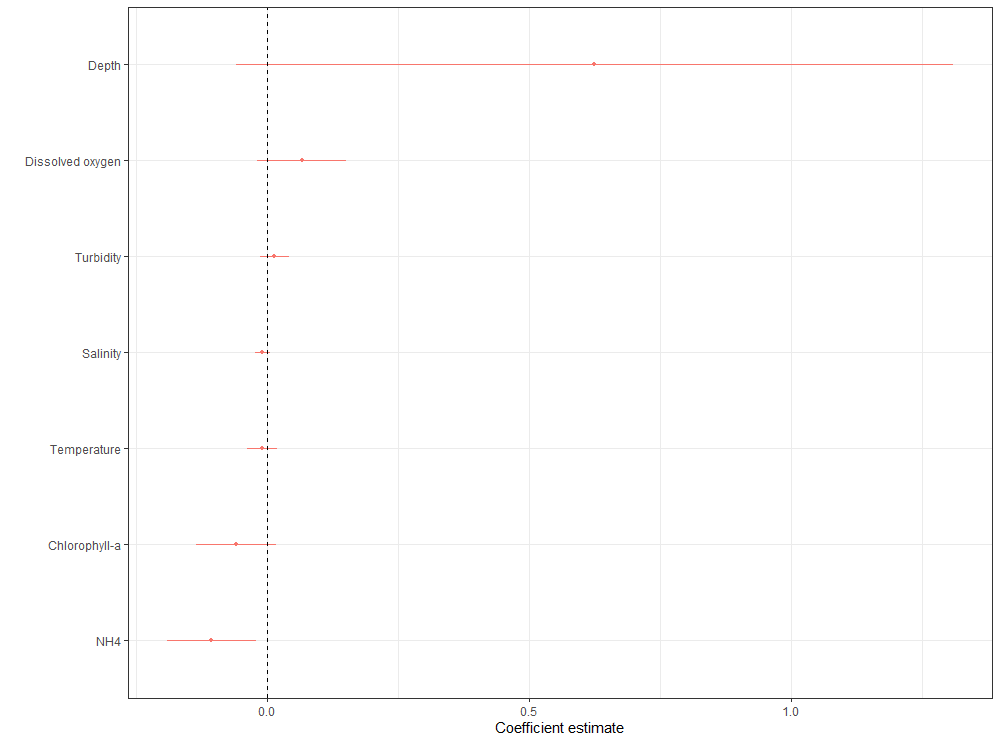 Depth
Dissolved oxygen
Turbidity
Salinity
Temperature
Chlorophyll-a
NH4
0.0 0.5 1.0
Coefficient estimate